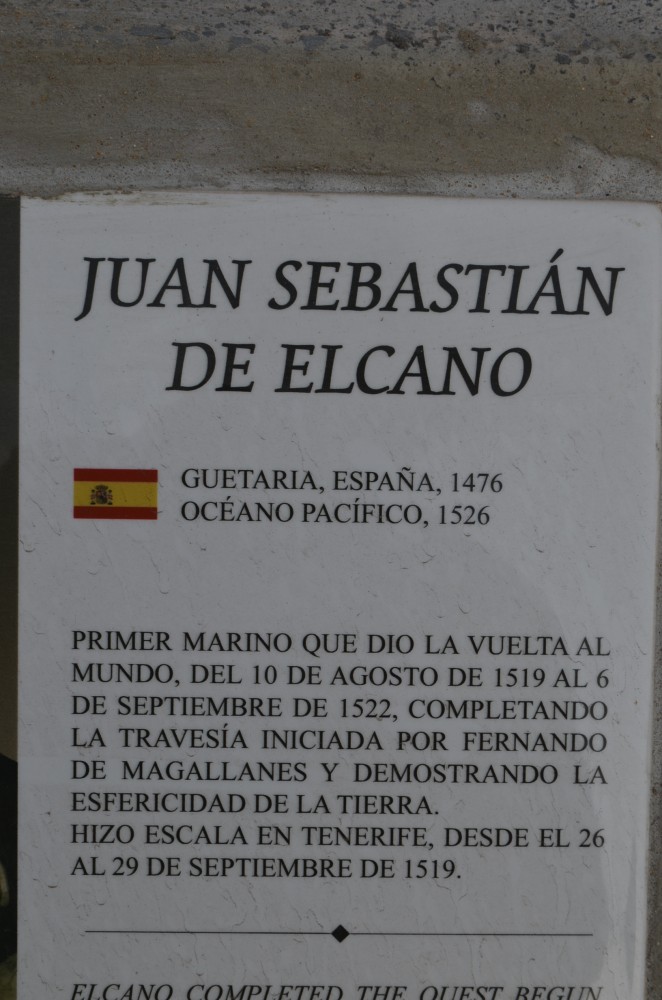 JUAN SEBASTIÁN
DE ELCANO
GUETARIA, ESPAÑA, 1476
OCÉANO PACÍFICO, 1526
PRIMER MARINO QUE DIO LA VUELTA AL
MUNDO, DEL 10 DE AGOSTO DE 1519 AL 6
DE SEPTIEMBRE DE 1522, COMPLETANDO
LA TRAVESÍA INICIADA POR FERNANDO
DE MAGALLANES Y DEMOSTRANDO LA
ESFERICIDAD DE LA TIERRA.
HIZO ESCALA EN TENERIFE, DESDE EL 26
AL 29 DE SEPTIEMBRE DE 1519.
ELCANO COMPLETED THE QUEST BEGUN